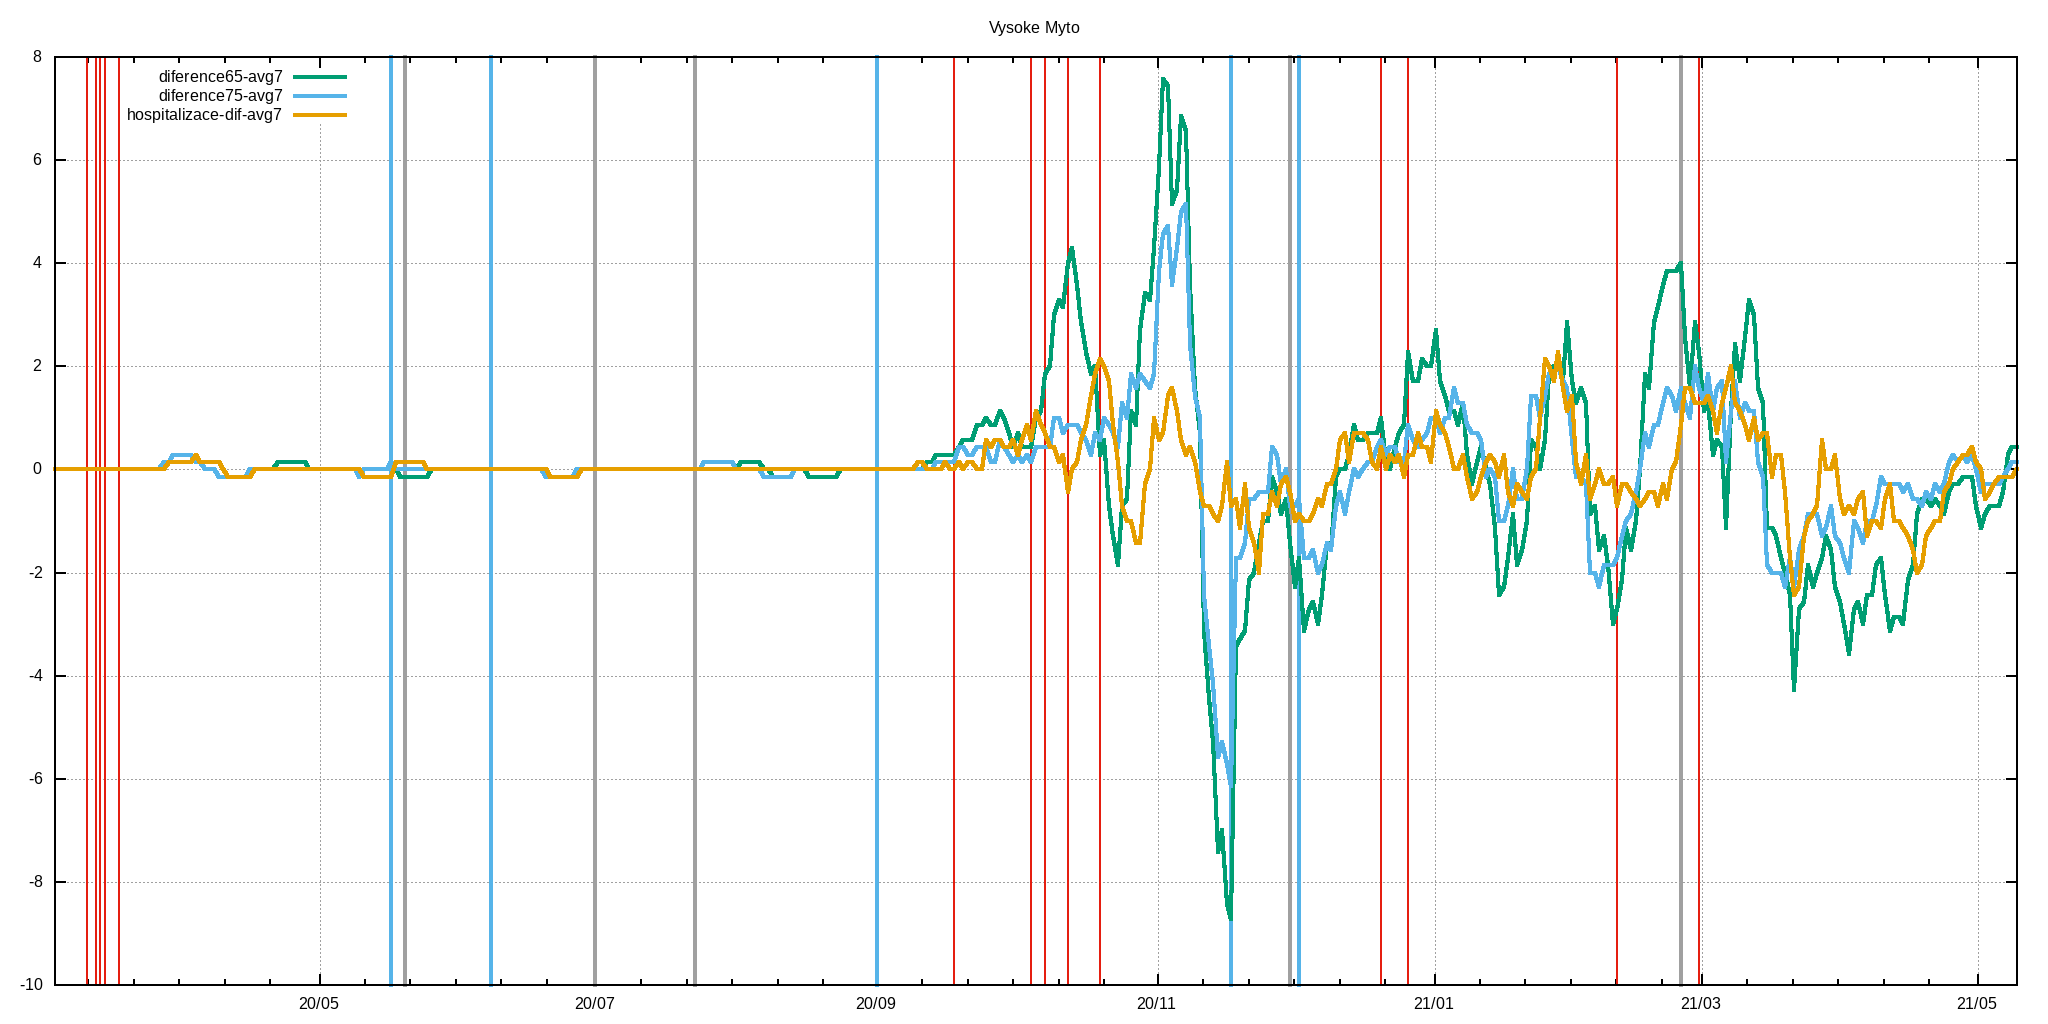 Vysoke Myto
diference65-avg7
diference75-avg7
hospitalizace-dif-avg7
8
6
4
2
0
-2
-4
-6
-8
-10
20/05 20/07 20/09 20/11 21/01 21/03 21/05